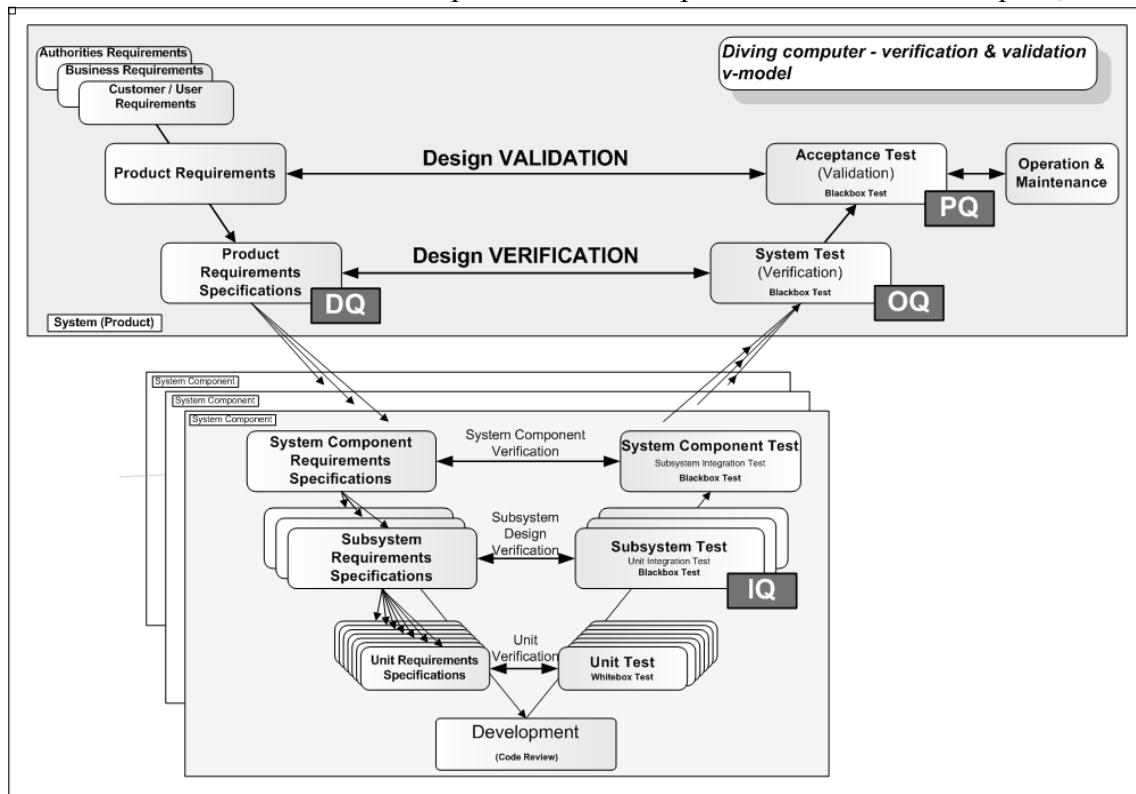 Authorities Requirements
Business Requirements
Customer / User
Requirements
Diving computer - verification & validation
v-model
Product Requirements
Design VALIDATION
Acceptance Test
(Validation)
Blackbox Test
PQ
Operation &
Maintenance
Product
Requirements
Specifications
DQ
Design VERIFICATION
System Test
(Verification)
Blackbox Test
OQ
System (Product)
System Component
System Component
System Component
System Component
Requirements
Specifications
System Component
Verification
System Component Test
Subsystem Integration Test
Blackbox Test
Subsystem
Requirements
Specifications
Subsystem
Design
Verification
Subsystem Test
Unit Integration Test
Blackbox Test
IQ
Unit Requirements
Specifications
Unit
Verification
Unit Test
Whitebox Test
Development
(Code Review)